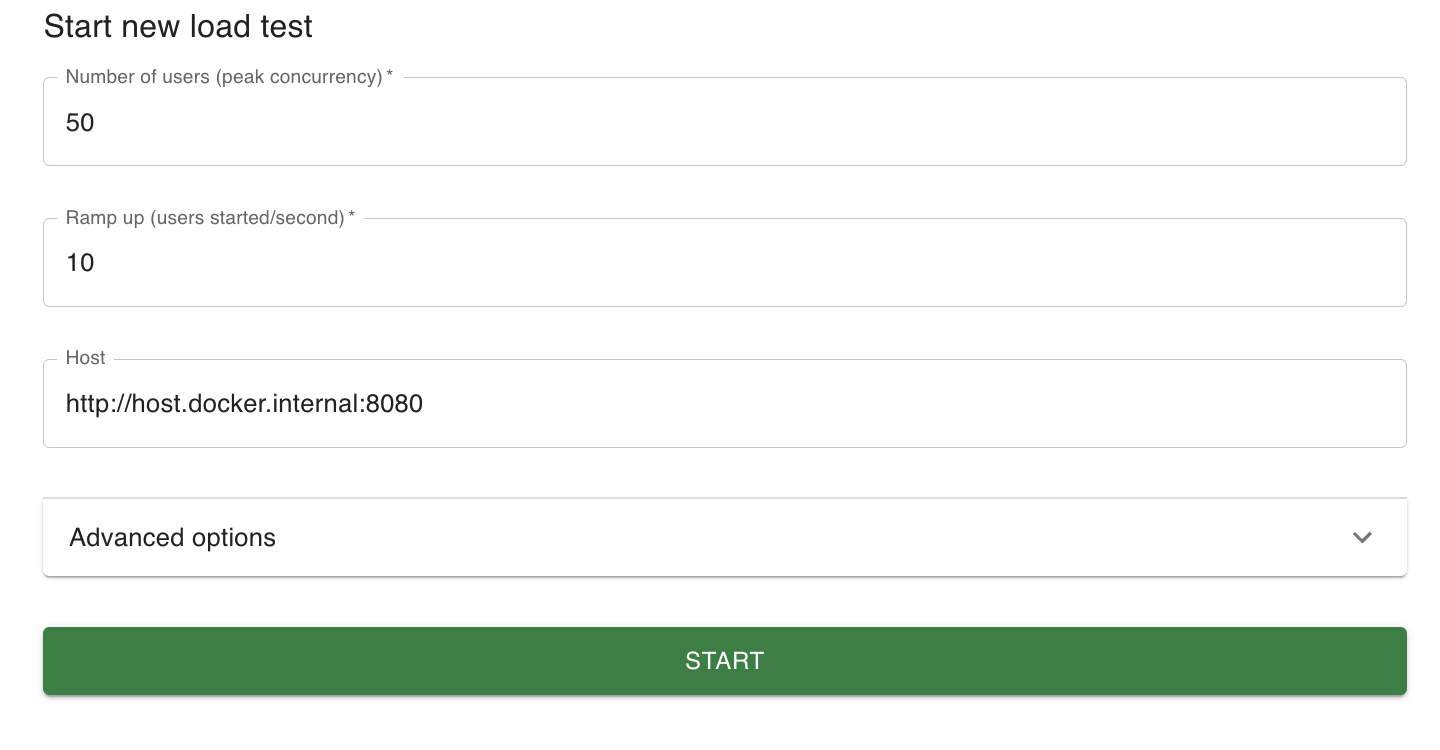 Start new load test
Number of users (peak concurrency) *
50
Ramp up (users started/second) *
10
Host
http://host.docker.internal:8080
Advanced options
START